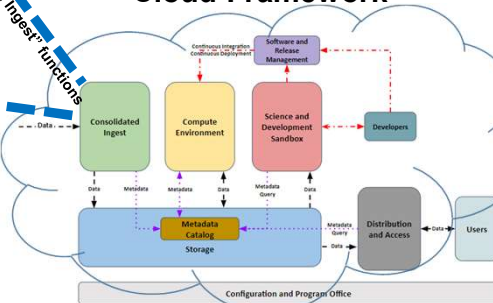 Cloud Framework
Ingest" functions
Software and
Release
Management
Continuous Integration
Continuous Deployment
Data
Consolidated
Ingest
Compute
Environment
Science and
Development
Sandbox
Developers
Data
Metadata
Metadata
Data
Metadata
Query
Data
Metadata
Catalog
Storage
Metadata
Query
Data
Distribution
and Access
Data
Users
Configuration and Program Office